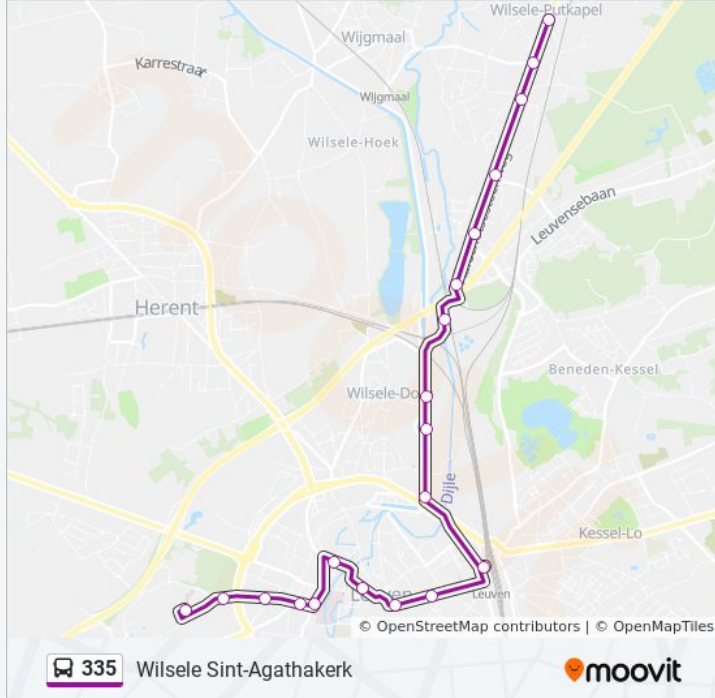 Wilsele-Putkapel
Wijgmaal
Karrestraat
Wijgmaal
Wilsele-Hoek
Leuvensebaan
Herent
Beneden-Kessel
Wilsele-Do
Dijle
Kessel-Lo
Leuven
© OpenStreetMap contributors | © OpenMapTiles
335 Wilsele Sint-Agathakerk
moovit